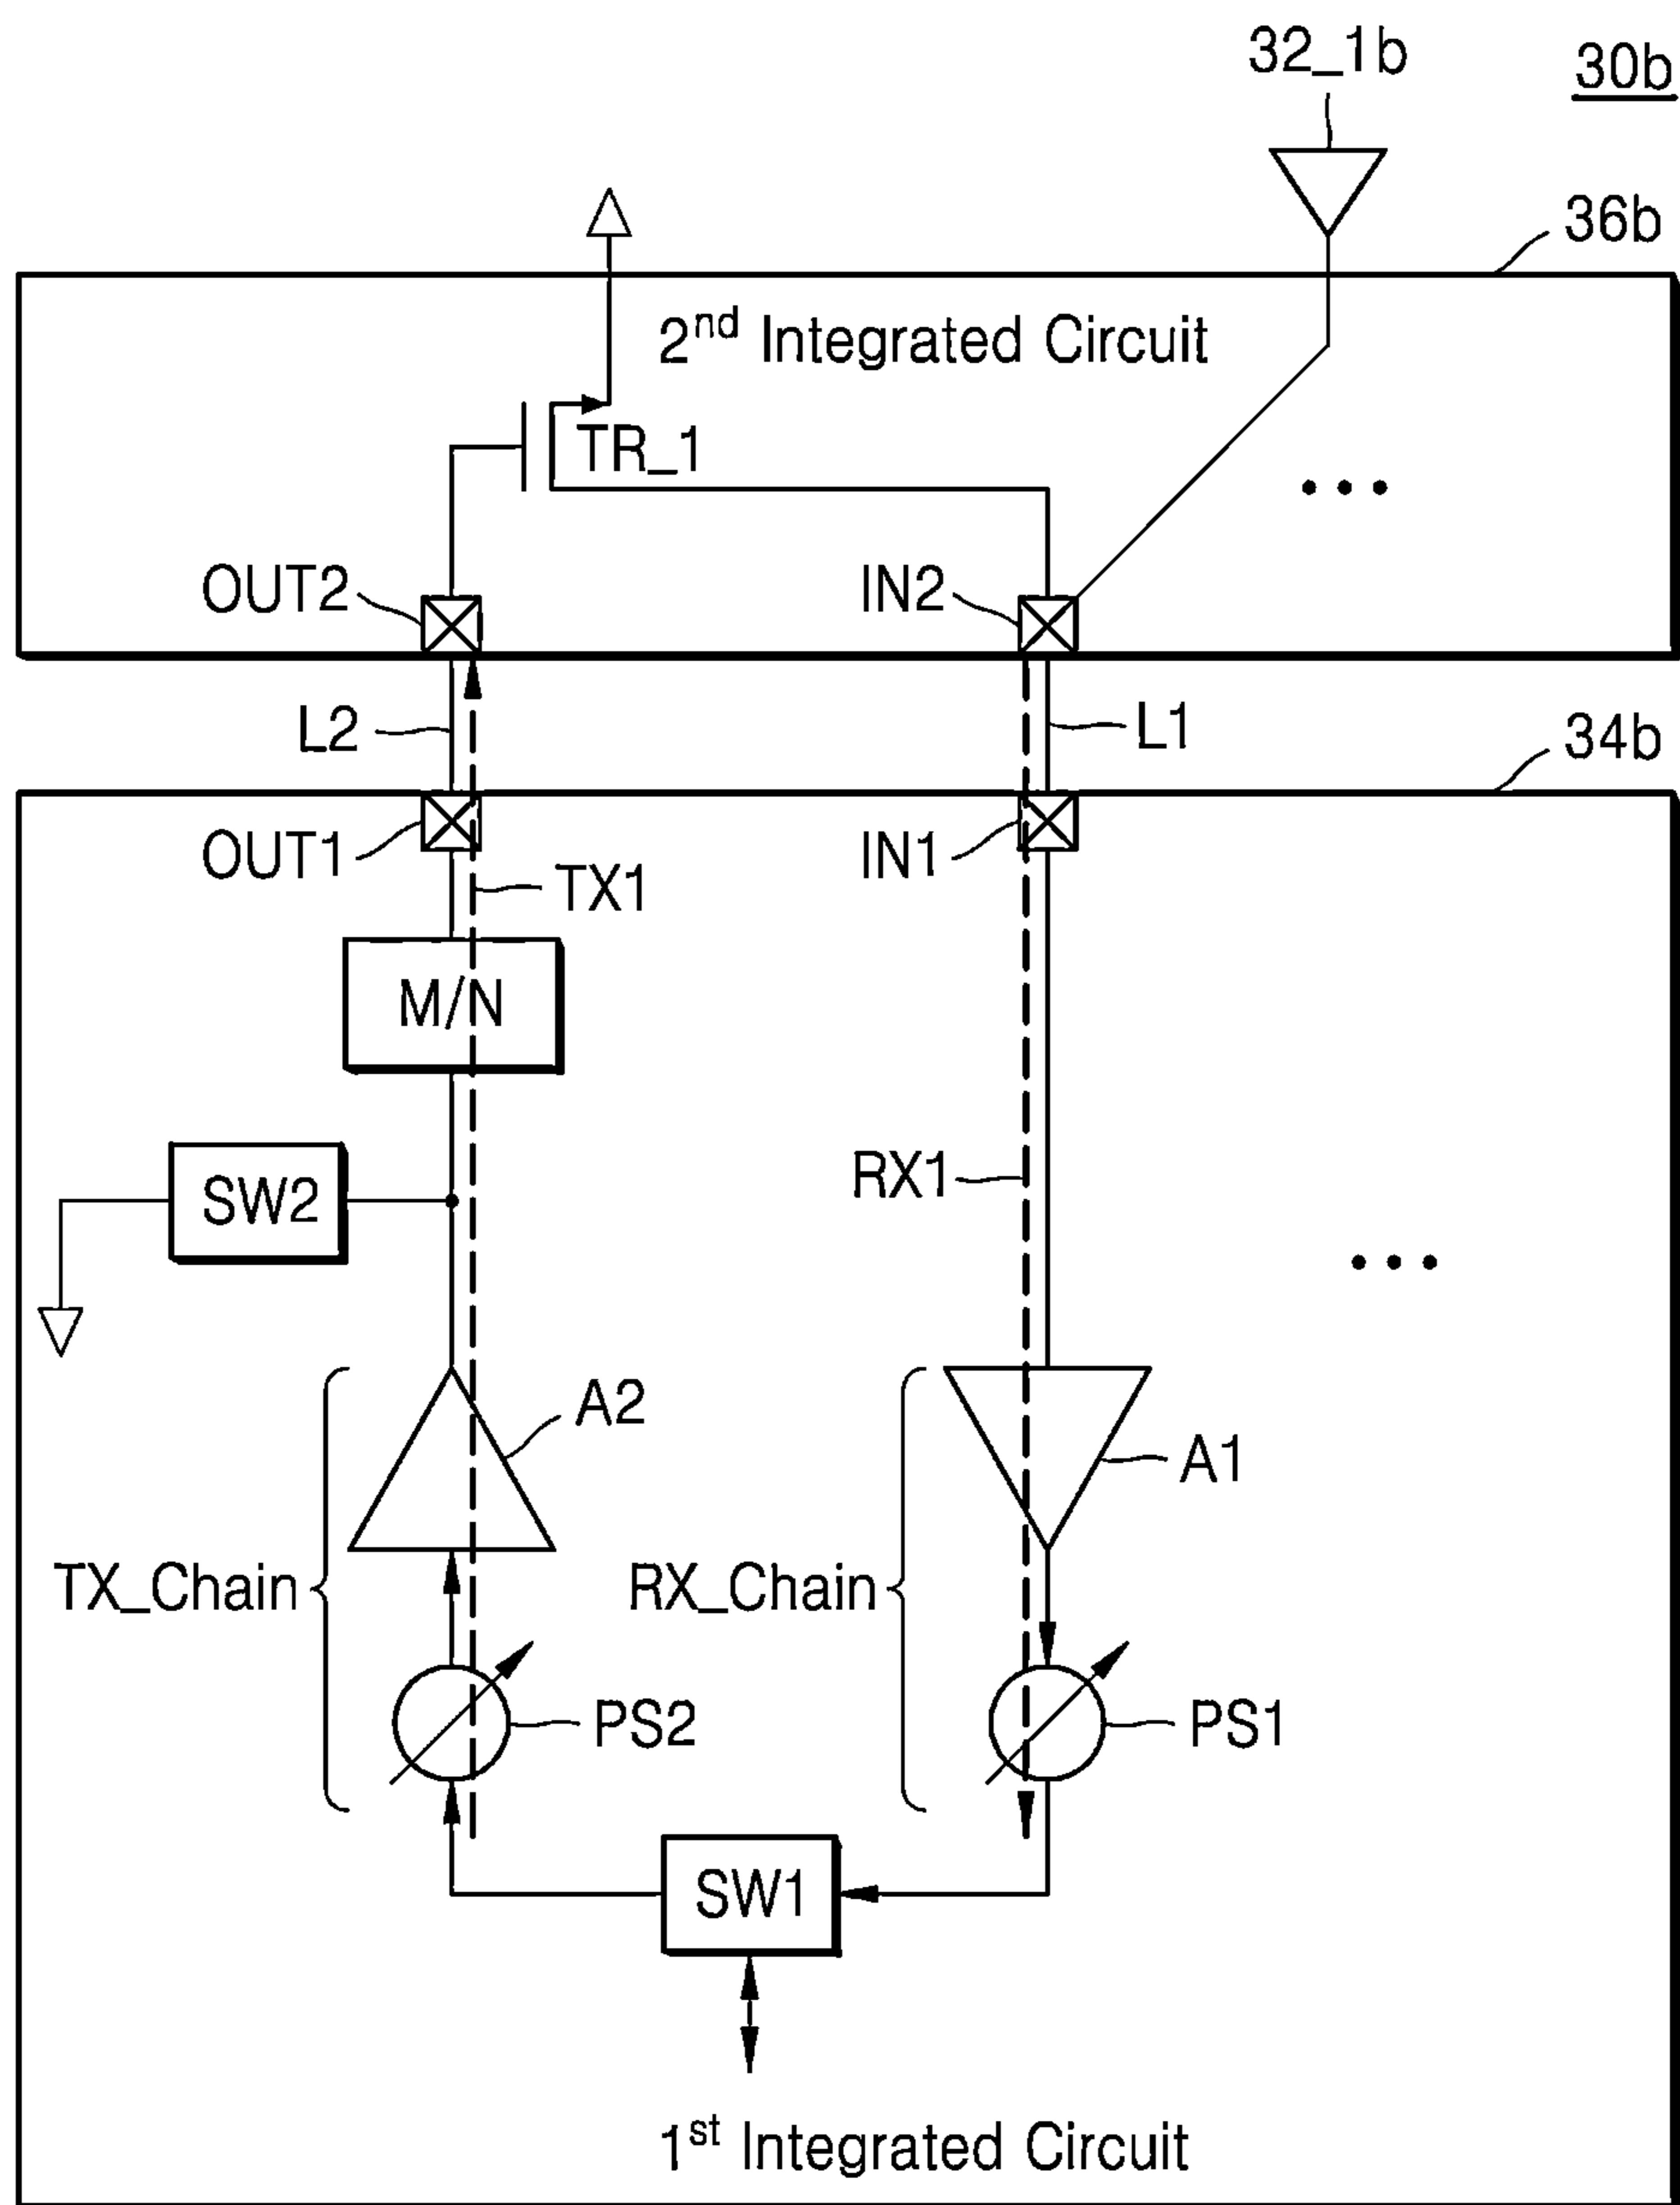 32_1b
30b
36b
2nd Integrated Circuit
TR_1
OUT2
IN2
L2
L1
34b
OUT1
IN1
TX1
M/N
SW2
RX1
A2
A1
TX_Chain
RX_Chain
PS2
PS1
SW1
1st Integrated Circuit